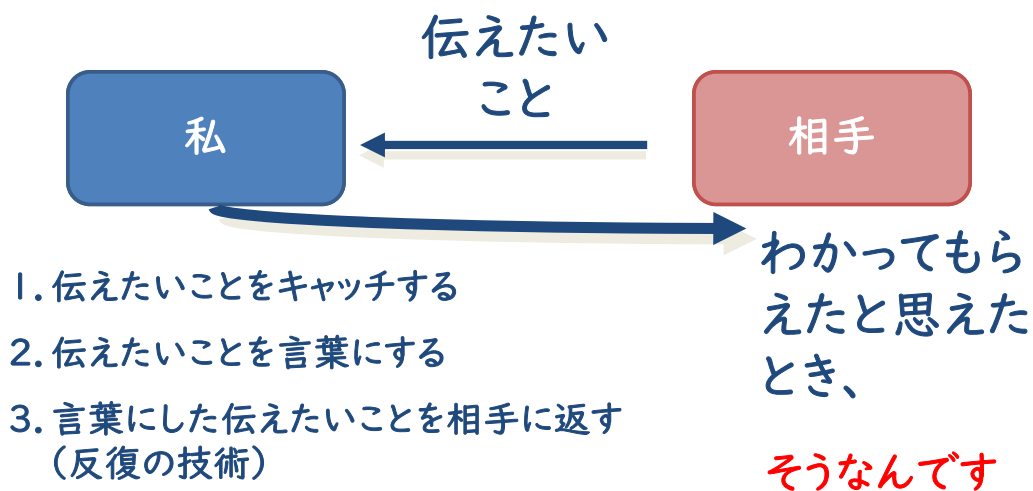 伝えたい
こと
私
相手
1. 伝えたいことをキャッチする
2. 伝えたいことを言葉にする
3. 言葉にした伝えたいことを相手に返す
（反復の技術）
わかってもら
えたと思えた
とき、
そうなんです